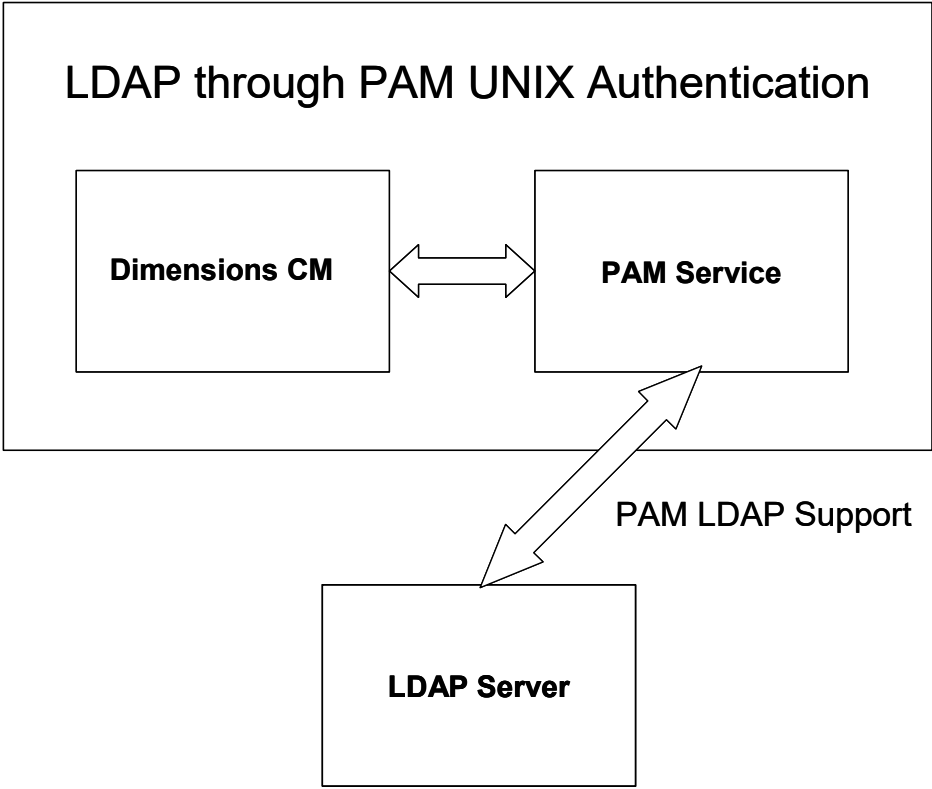 LDAP through PAM UNIX Authentication
Dimensions CM
PAM Service
PAM LDAP Support
LDAP Server